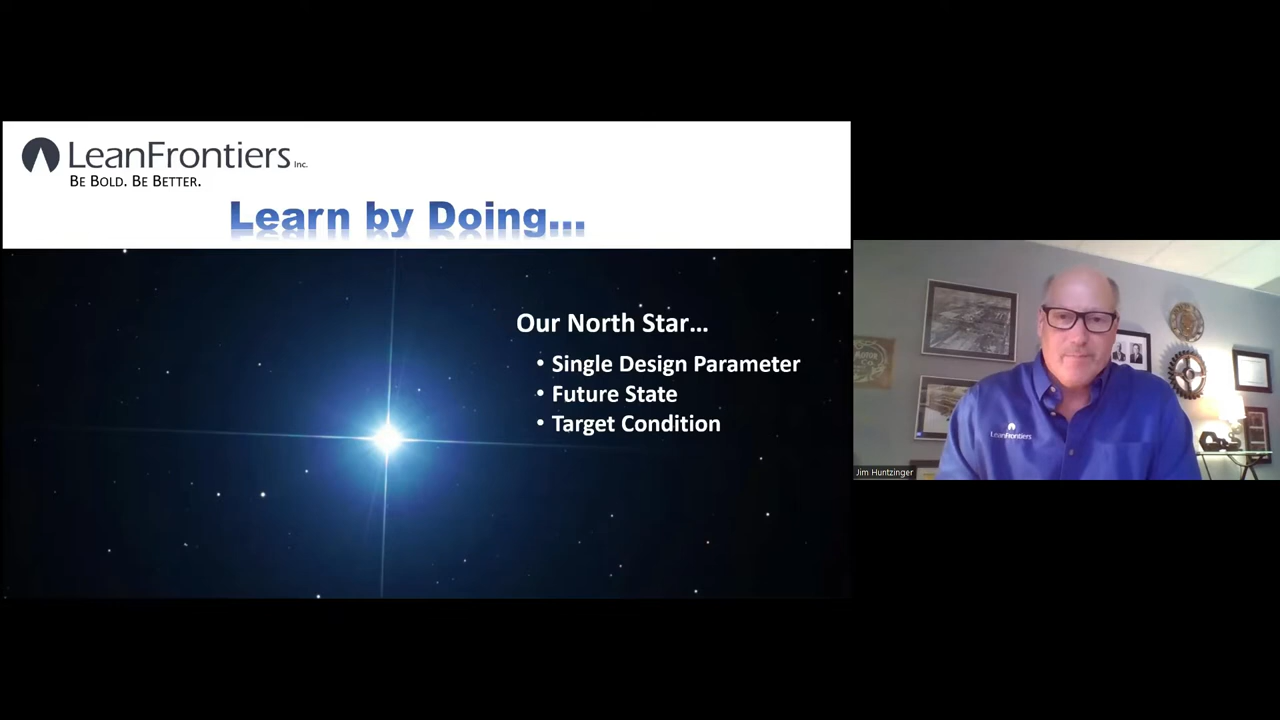 LeanFrontiers Inc.
BE BOLD. BE BETTER.
Learn by Doing...
Our North Star...
• Single Design Parameter
• Future State
• Target Condition
MOTOR
LeanFrontiers
Jim Huntzinger